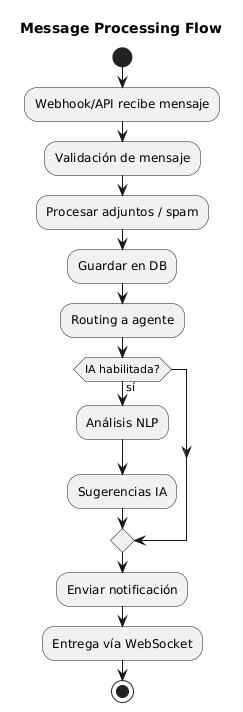 Message Processing Flow
Webhook/API recibe mensaje
Validación de mensaje
Procesar adjuntos / spam
Guardar en DB
Routing a agente
IA habilitada?
sí
Análisis NLP
Sugerencias IA
Enviar notificación
Entrega vía WebSocket